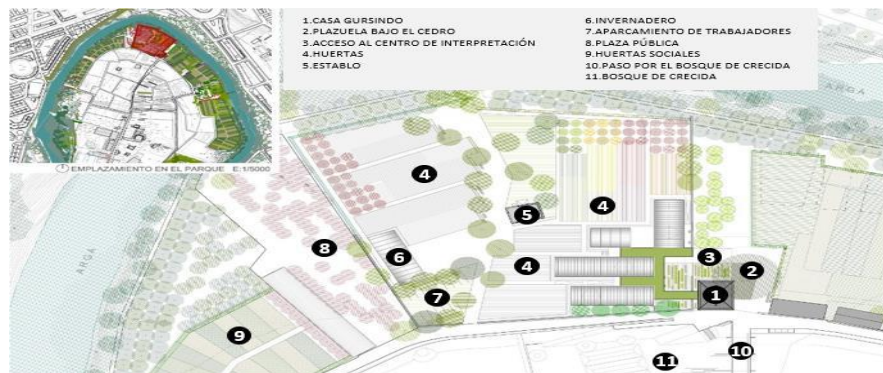 1.CASA GURSINDO
2.PLAZUELA BAJO EL CEDRO
3.ACCESO AL CENTRO DE INTERPRETACIÓN
4.HUERTAS
5.ESTABLO
6.INVERNADERO
7.APARCAMIENTO DE TRABAJADORES
8.PLAZA PÚBLICA
9.HUERTAS SOCIALES
10.PASO POR EL BOSQUE DE CRECIDA
11.BOSQUE DE CRECIDA
ARGA
EMPLAZAMIENTO EN EL PARQUE E:1/5000
4
5
4
8
6
4
3
2
7
1
ARGA
9
11
10